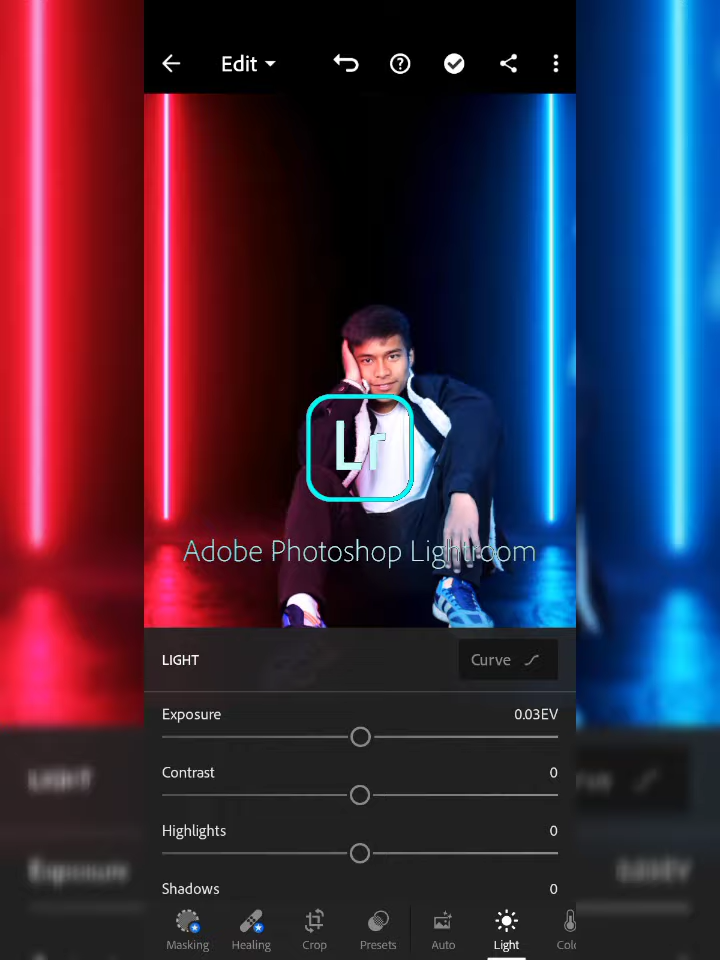 Edit
Lr
Adobe Photoshop Lightroom
LIGHT
Curve
Exposure 0.03EV
Contrast 0
Highlights 0
Shadows 0
Masking Healing Crop Presets Auto Light